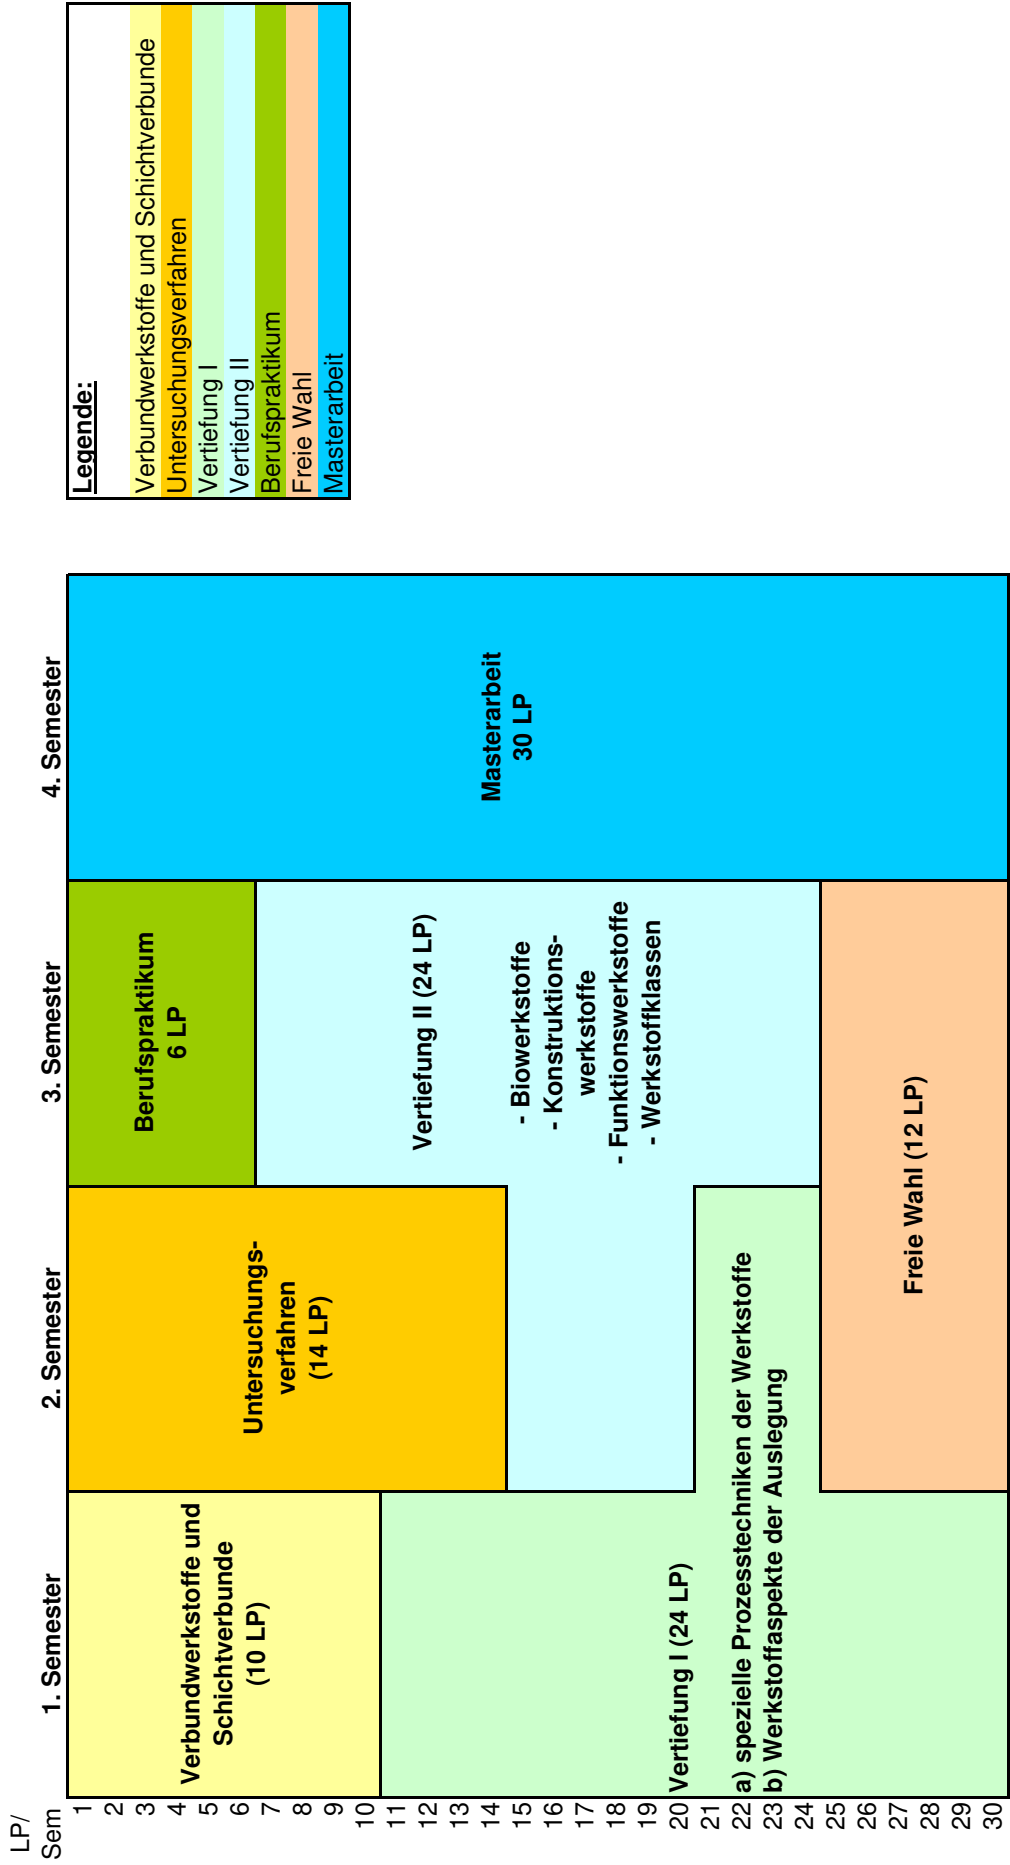 LP/
Sem
1. Semester
2. Semester
3. Semester
4. Semester
1
2
3
4
5
6
7
8
9
10
11
12
13
14
15
16
17
18
19
20
21
22
23
24
25
26
27
28
29
30
Verbundwerkstoffe und
Schichtverbunde
(10 LP)
Vertiefung I (24 LP)
a) spezielle Prozesstechniken der Werkstoffe
b) Werkstoffaspekte der Auslegung
Untersuchungs-
verfahren
(14 LP)
Berufspraktikum
6 LP
Vertiefung II (24 LP)
- Biowerkstoffe
- Konstruktions-
werkstoffe
- Funktionswerkstoffe
- Werkstoffklassen
Freie Wahl (12 LP)
Masterarbeit
30 LP
Legende:
Verbundwerkstoffe und Schichtverbunde
Untersuchungsverfahren
Vertiefung I
Vertiefung II
Berufspraktikum
Freie Wahl
Masterarbeit